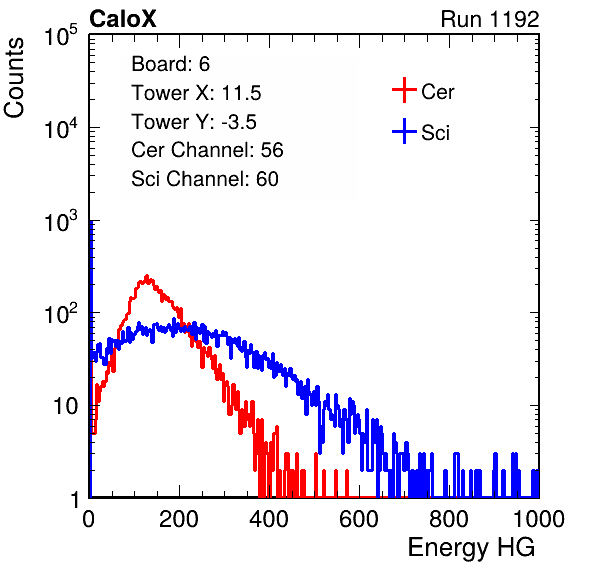 CaloX Run 1192
Counts
10^5
10^4
10^3
10^2
10
1
Board: 6
Tower X: 11.5
Tower Y: -3.5
Cer Channel: 56
Sci Channel: 60
Cer
Sci
0 200 400 600 800 1000
Energy HG